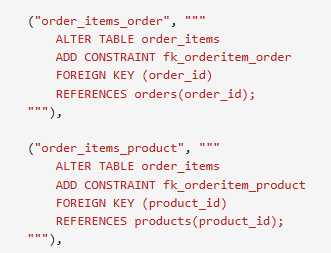 ("order_items_order", """
    ALTER TABLE order_items
    ADD CONSTRAINT fk_orderitem_order
    FOREIGN KEY (order_id)
    REFERENCES orders(order_id);
"""),
("order_items_product", """
    ALTER TABLE order_items
    ADD CONSTRAINT fk_orderitem_product
    FOREIGN KEY (product_id)
    REFERENCES products(product_id);
"""),